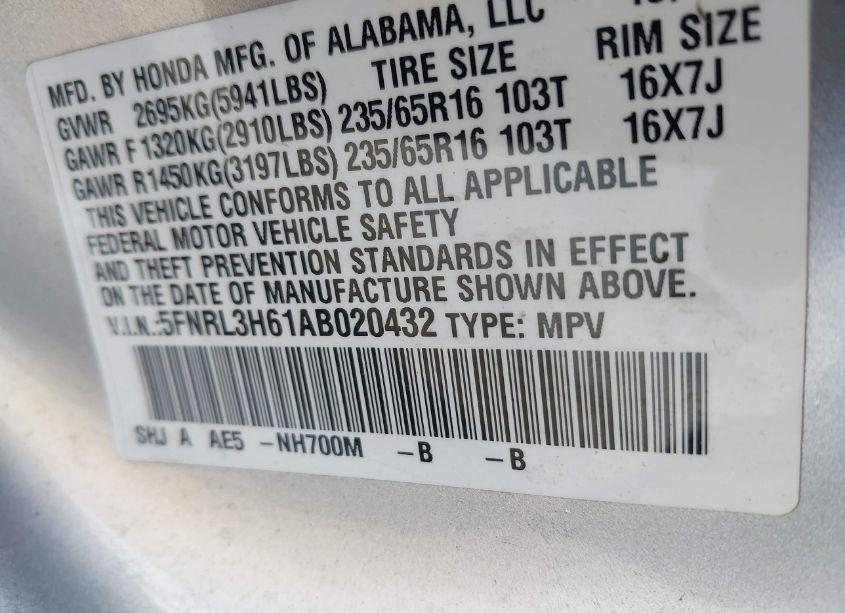 MFD. BY HONDA MFG. OF ALABAMA, LLC
GVWR 2695KG(5941LBS) TIRE SIZE RIM SIZE
GAWR F 1320KG(2910LBS) 235/65R16 103T 16X7J
GAWR R1450KG(3197LBS) 235/65R16 103T 16X7J
THIS VEHICLE CONFORMS TO ALL APPLICABLE
FEDERAL MOTOR VEHICLE SAFETY
AND THEFT PREVENTION STANDARDS IN EFFECT
ON THE DATE OF MANUFACTURE SHOWN ABOVE.
V.I.N.:5FNRL3H61AB020432 TYPE: MPV
SHJ A AE5 -NH700M -B -B